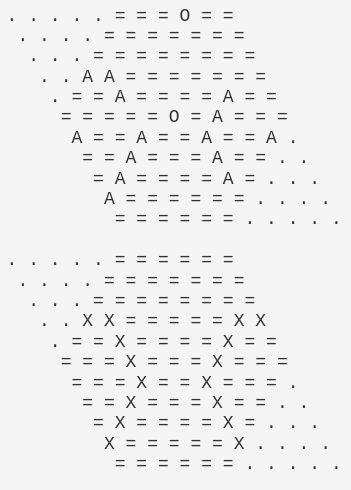 . . . . . = = = O = =
. . . . = = = = = = =
. . . = = = = = = = =
. . A A = = = = = = =
. = = A = = = = A = =
= = = = = O = A = = =
A = = A = = A = = A .
= = A = = = A = = . .
= A = = = = A = . . .
A = = = = = = . . . .
= = = = = = . . . . .
. . . . . = = = = = =
. . . . = = = = = = =
. . . = = = = = = = =
. . X X = = = = = X X
. = = X = = = = X = =
= = = X = = = X = = =
= = = X = = X = = = .
= = X = = = X = = . .
= X = = = = X = . . .
X = = = = = X . . . .
= = = = = = . . . . .